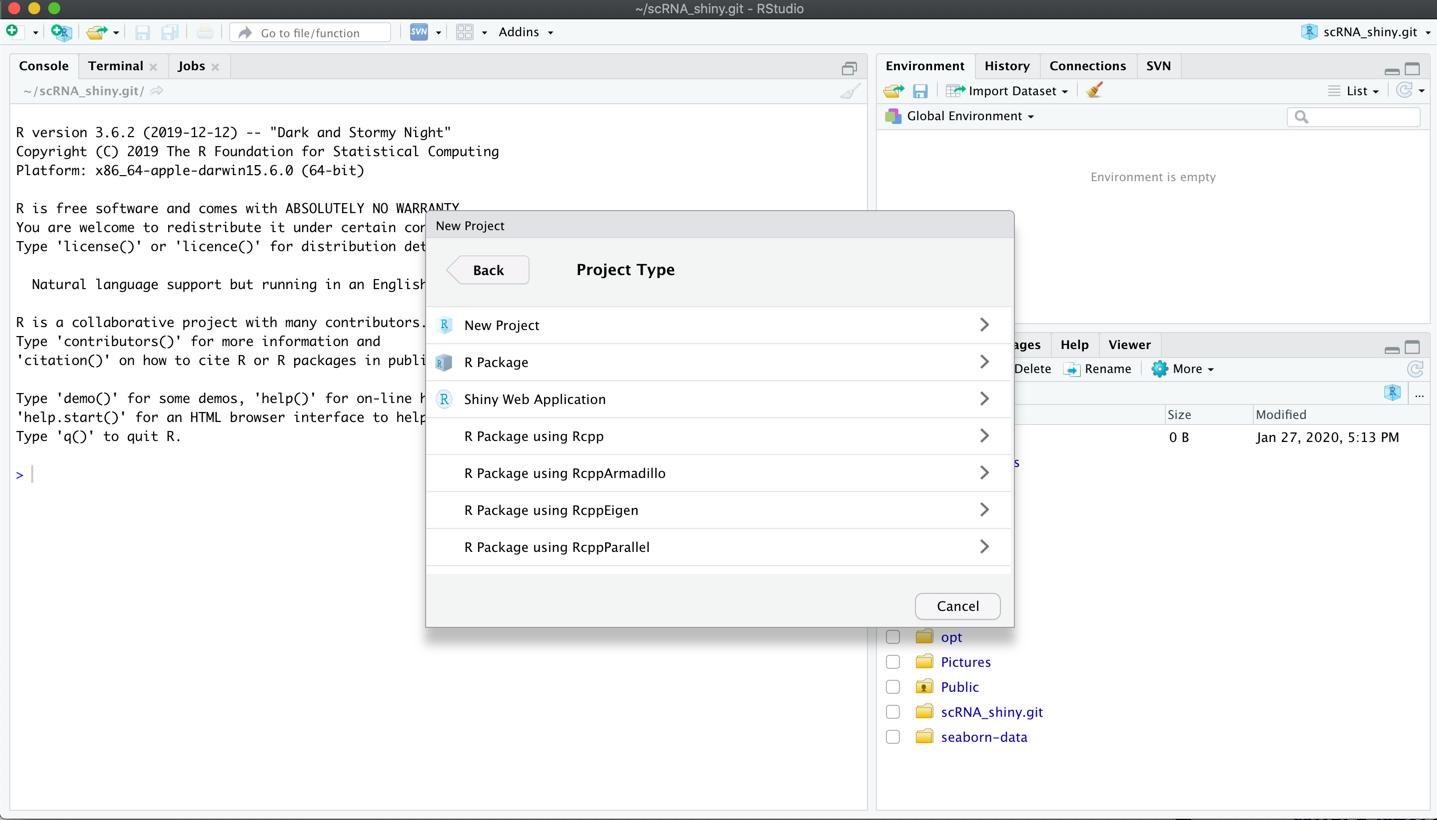 ~/scRNA_shiny.git - RStudio
Go to file/function
SVN
Addins
scRNA_shiny.git
Console
Terminal
Jobs
~/scRNA_shiny.git/
R version 3.6.2 (2019-12-12) -- "Dark and Stormy Night"
Copyright (C) 2019 The R Foundation for Statistical Computing
Platform: x86_64-apple-darwin15.6.0 (64-bit)
R is free software and comes with ABSOLUTELY NO WARRANTY
You are welcome to redistribute it under certain cor
Type 'license()' or 'licence()' for distribution det
Natural language support but running in an English
R is a collaborative project with many contributors.
Type 'contributors()' for more information and
'citation()' on how to cite R or R packages in publi
Type 'demo()' for some demos, 'help()' for on-line h
'help.start()' for an HTML browser interface to help
Type 'q()' to quit R.
>
New Project
Back
Project Type
R New Project
R R Package
R Shiny Web Application
R Package using Rcpp
R Package using RcppArmadillo
R Package using RcppEigen
R Package using RcppParallel
Cancel
Environment
History
Connections
SVN
Import Dataset
List
Global Environment
Environment is empty
ages
Help
Viewer
Delete
Rename
More
...
Size
Modified
0 B
Jan 27, 2020, 5:13 PM
s
opt
Pictures
Public
scRNA_shiny.git
seaborn-data